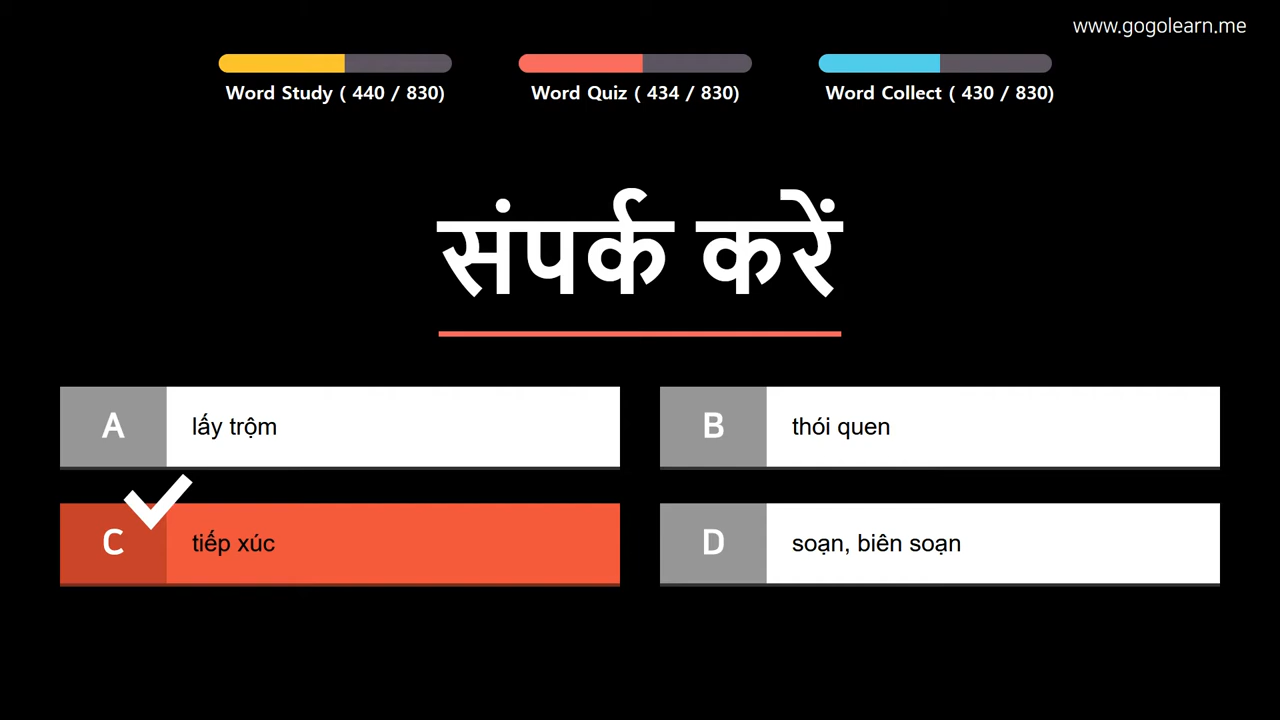 www.gogolearn.me
Word Study ( 440 / 830)
Word Quiz ( 434 / 830)
Word Collect ( 430 / 830)
संपर्क करें
A lấy trộm
B thói quen
C tiếp xúc
D soạn, biên soạn